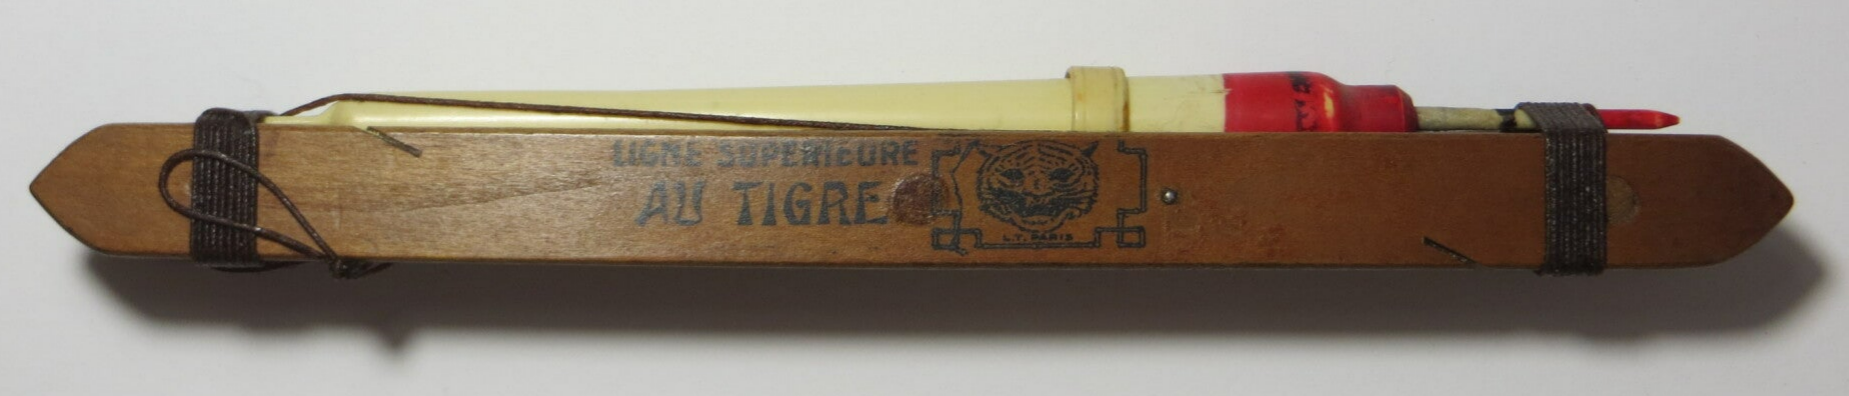 LIGNE SUPERIEURE
AU TIGRE
L.T. PARIS